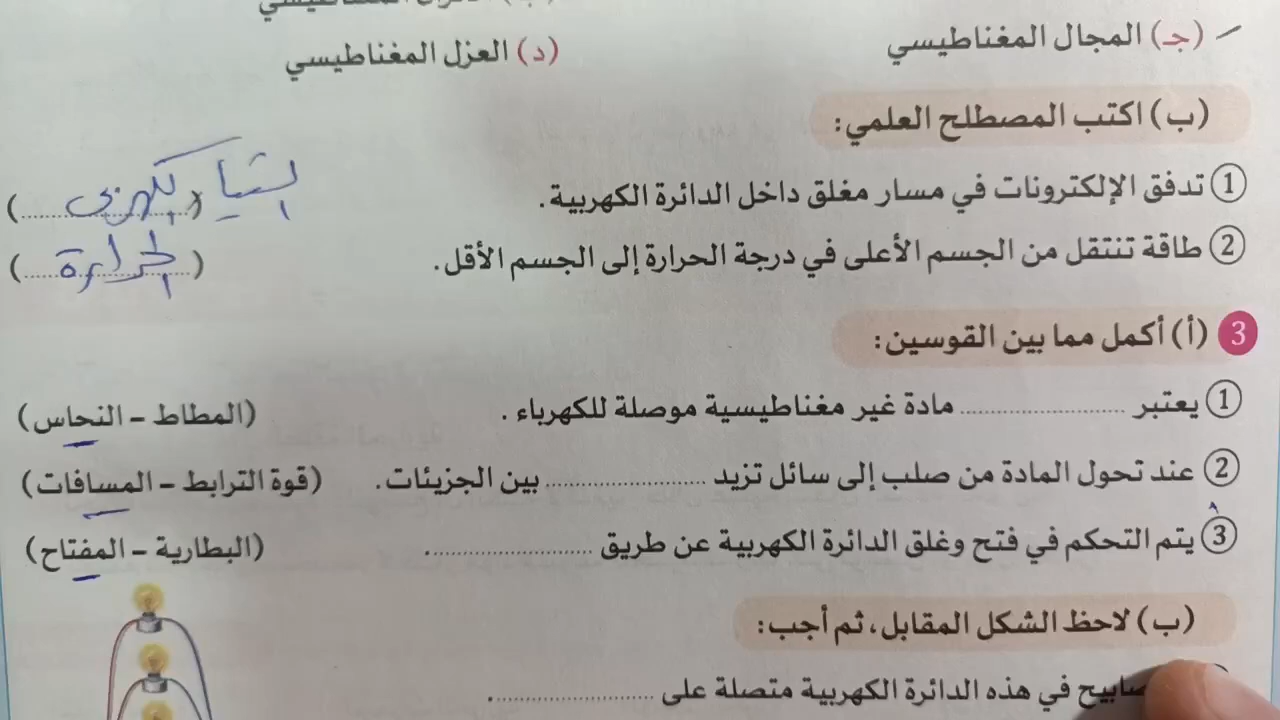 (جـ) المجال المغناطيسي
(د) العزل المغناطيسي
(ب) اكتب المصطلح العلمي:
① تدفق الإلكترونات في مسار مغلق داخل الدائرة الكهربية. (.....................)
الكهربى
② طاقة تنتقل من الجسم الأعلى في درجة الحرارة إلى الجسم الأقل. (.....................)
الحرارة
3 (أ) أكمل مما بين القوسين:
① يعتبر ..................... مادة غير مغناطيسية موصلة للكهرباء . (المطاط – النحاس)
② عند تحول المادة من صلب إلى سائل تزيد ..................... بين الجزيئات. (قوة الترابط – المسافات)
③ يتم التحكم في فتح وغلق الدائرة الكهربية عن طريق ..................... . (البطارية – المفتاح)
(ب) لاحظ الشكل المقابل، ثم أجب:
في هذه الدائرة الكهربية متصلة على ..................... .